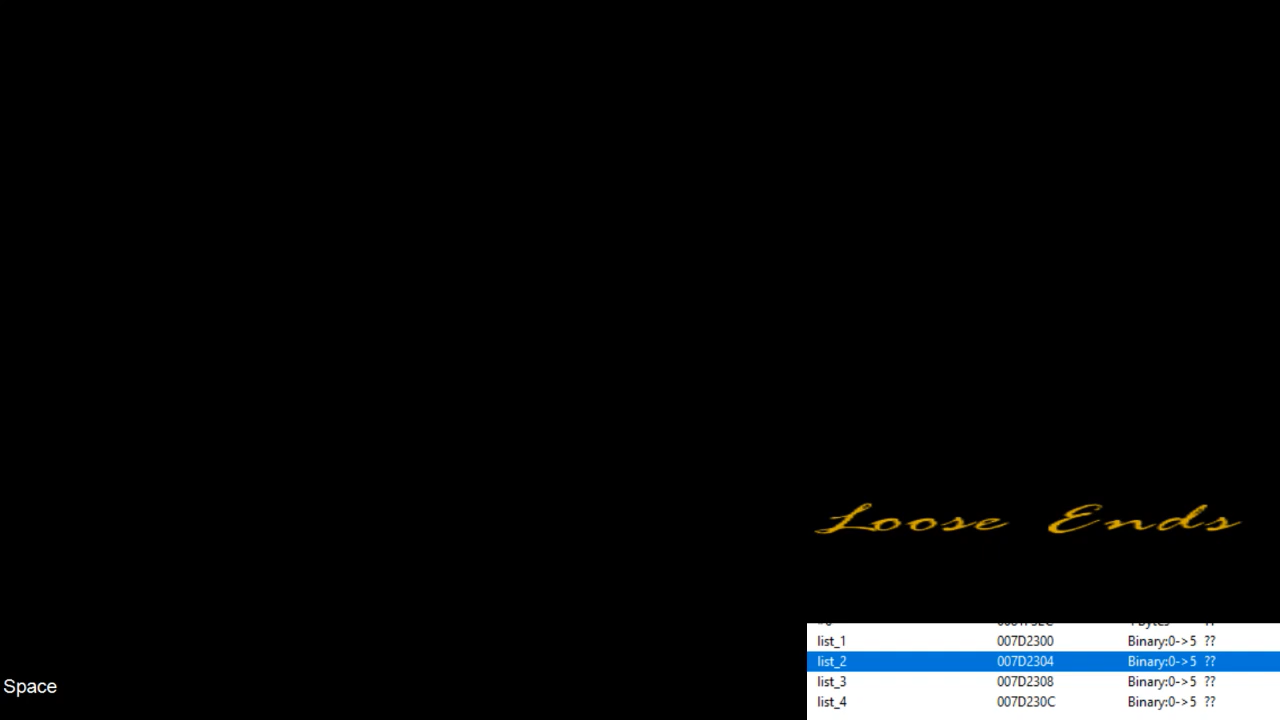 Loose Ends
list_1 007D2300 Binary:0->5 ??
list_2 007D2304 Binary:0->5 ??
list_3 007D2308 Binary:0->5 ??
list_4 007D230C Binary:0->5 ??
Space